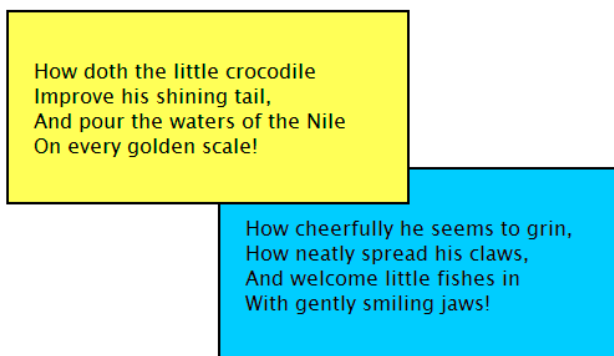 How doth the little crocodile
Improve his shining tail,
And pour the waters of the Nile
On every golden scale!
How cheerfully he seems to grin,
How neatly spread his claws,
And welcome little fishes in
With gently smiling jaws!